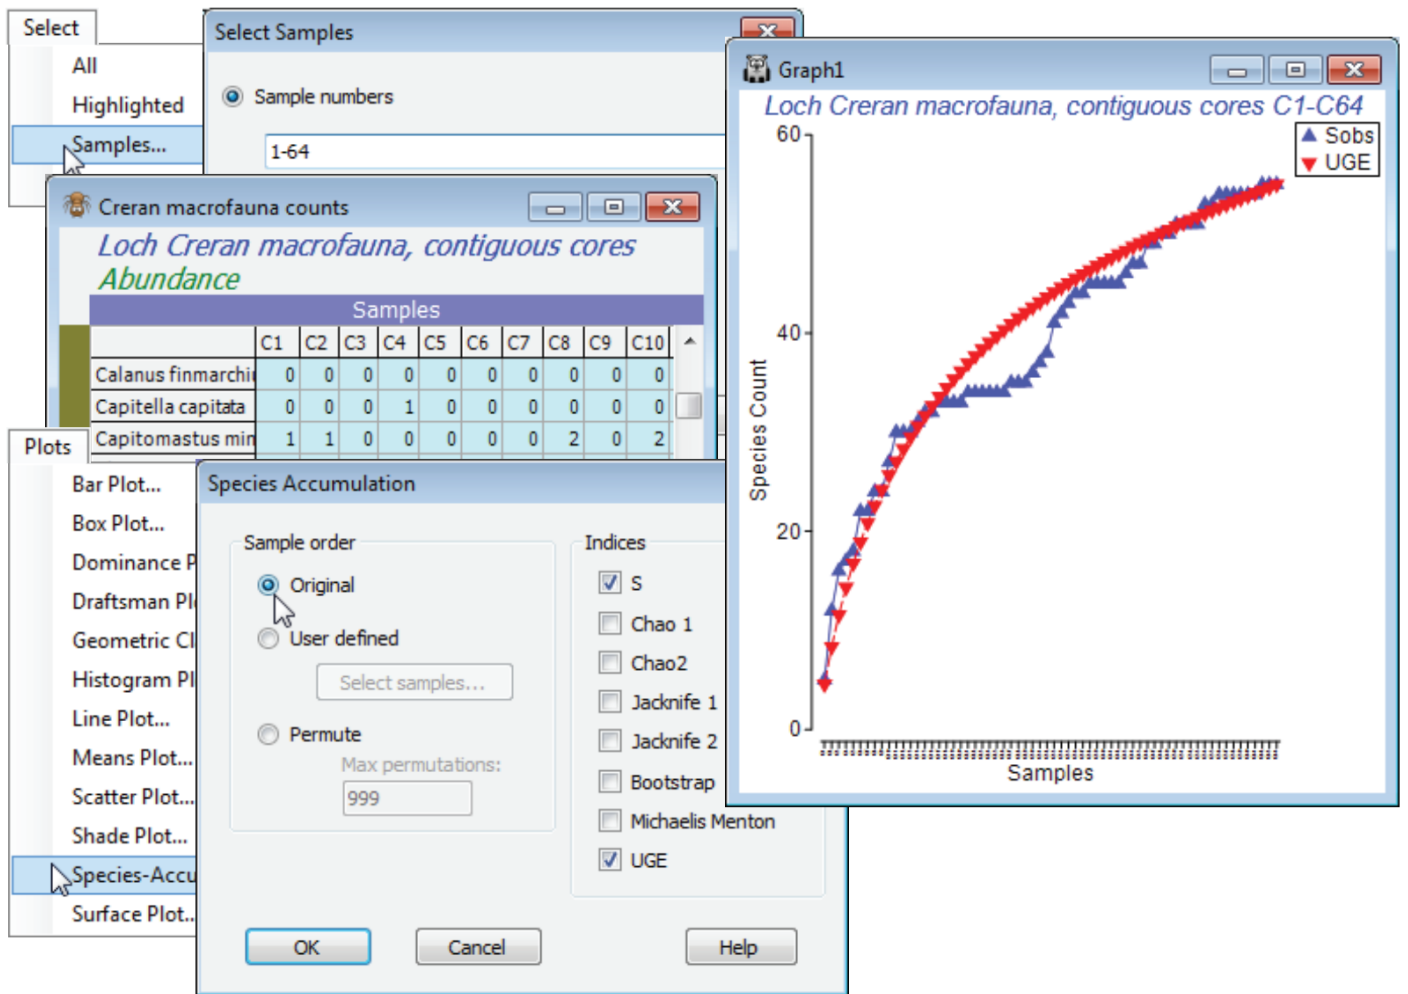 Select
All
Highlighted
Samples...
Select Samples
Sample numbers
1-64
Creran macrofauna counts
Loch Creran macrofauna, contiguous cores
Abundance
Samples
C1 C2 C3 C4 C5 C6 C7 C8 C9 C10
Calanus finmarchi 0 0 0 0 0 0 0 0 0 0
Capitella capitata 0 0 0 1 0 0 0 0 0 0
Capitomastus min 1 1 0 0 0 0 0 2 0 2
Plots
Bar Plot...
Box Plot...
Dominance P
Draftsman Pl
Geometric Cl
Histogram Pl
Line Plot...
Means Plot...
Scatter Plot...
Shade Plot...
Species-Accu
Surface Plot..
Species Accumulation
Sample order
Original
User defined
Select samples...
Permute
Max permutations:
999
Indices
S
Chao 1
Chao2
Jacknife 1
Jacknife 2
Bootstrap
Michaelis Menton
UGE
OK
Cancel
Help
Graph1
Loch Creran macrofauna, contiguous cores C1-C64
Sobs
UGE
60
40
20
0
Species Count
Samples